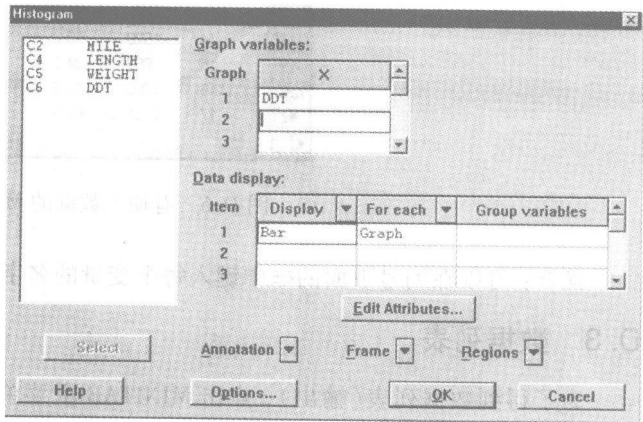 Histogram
C2 MILE
C4 LENGTH
C5 WEIGHT
C6 DDT
Graph variables:
Graph X
1 DDT
2
3
Data display:
Item Display For each Group variables
1 Bar Graph
2
3
Edit Attributes...
Select
Annotation Frame Regions
Help Options... OK Cancel